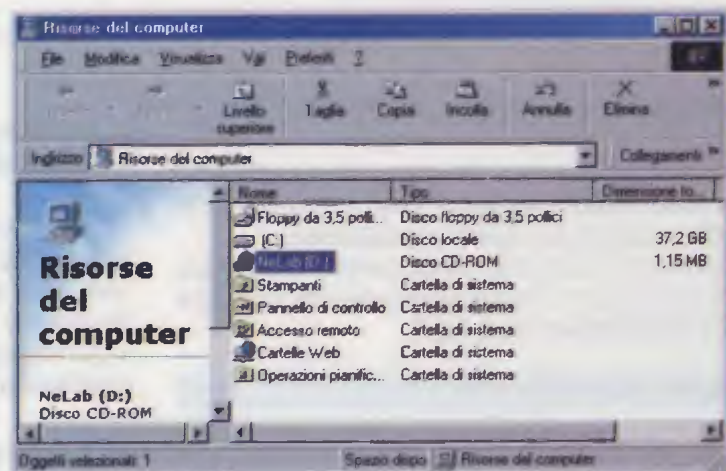 Risorse del computer
File Modifica Visualizza Vai Preferiti ?
Livello superiore Taglia Copia Incolla Annulla Elimina
Indirizzo Risorse del computer Collegamenti
Nome Tipo Dimensione to...
Floppy da 3,5 polli... Disco floppy da 3,5 pollici
(C:) Disco locale 37,2 GB
NeLab (D:) Disco CD-ROM 1,15 MB
Stampanti Cartella di sistema
Pannello di controllo Cartella di sistema
Accesso remoto Cartella di sistema
Cartelle Web Cartella di sistema
Operazioni pianific... Cartella di sistema
Risorse
del
computer
NeLab (D:)
Disco CD-ROM
Oggetti selezionati: 1 Spazio dispo Risorse del computer